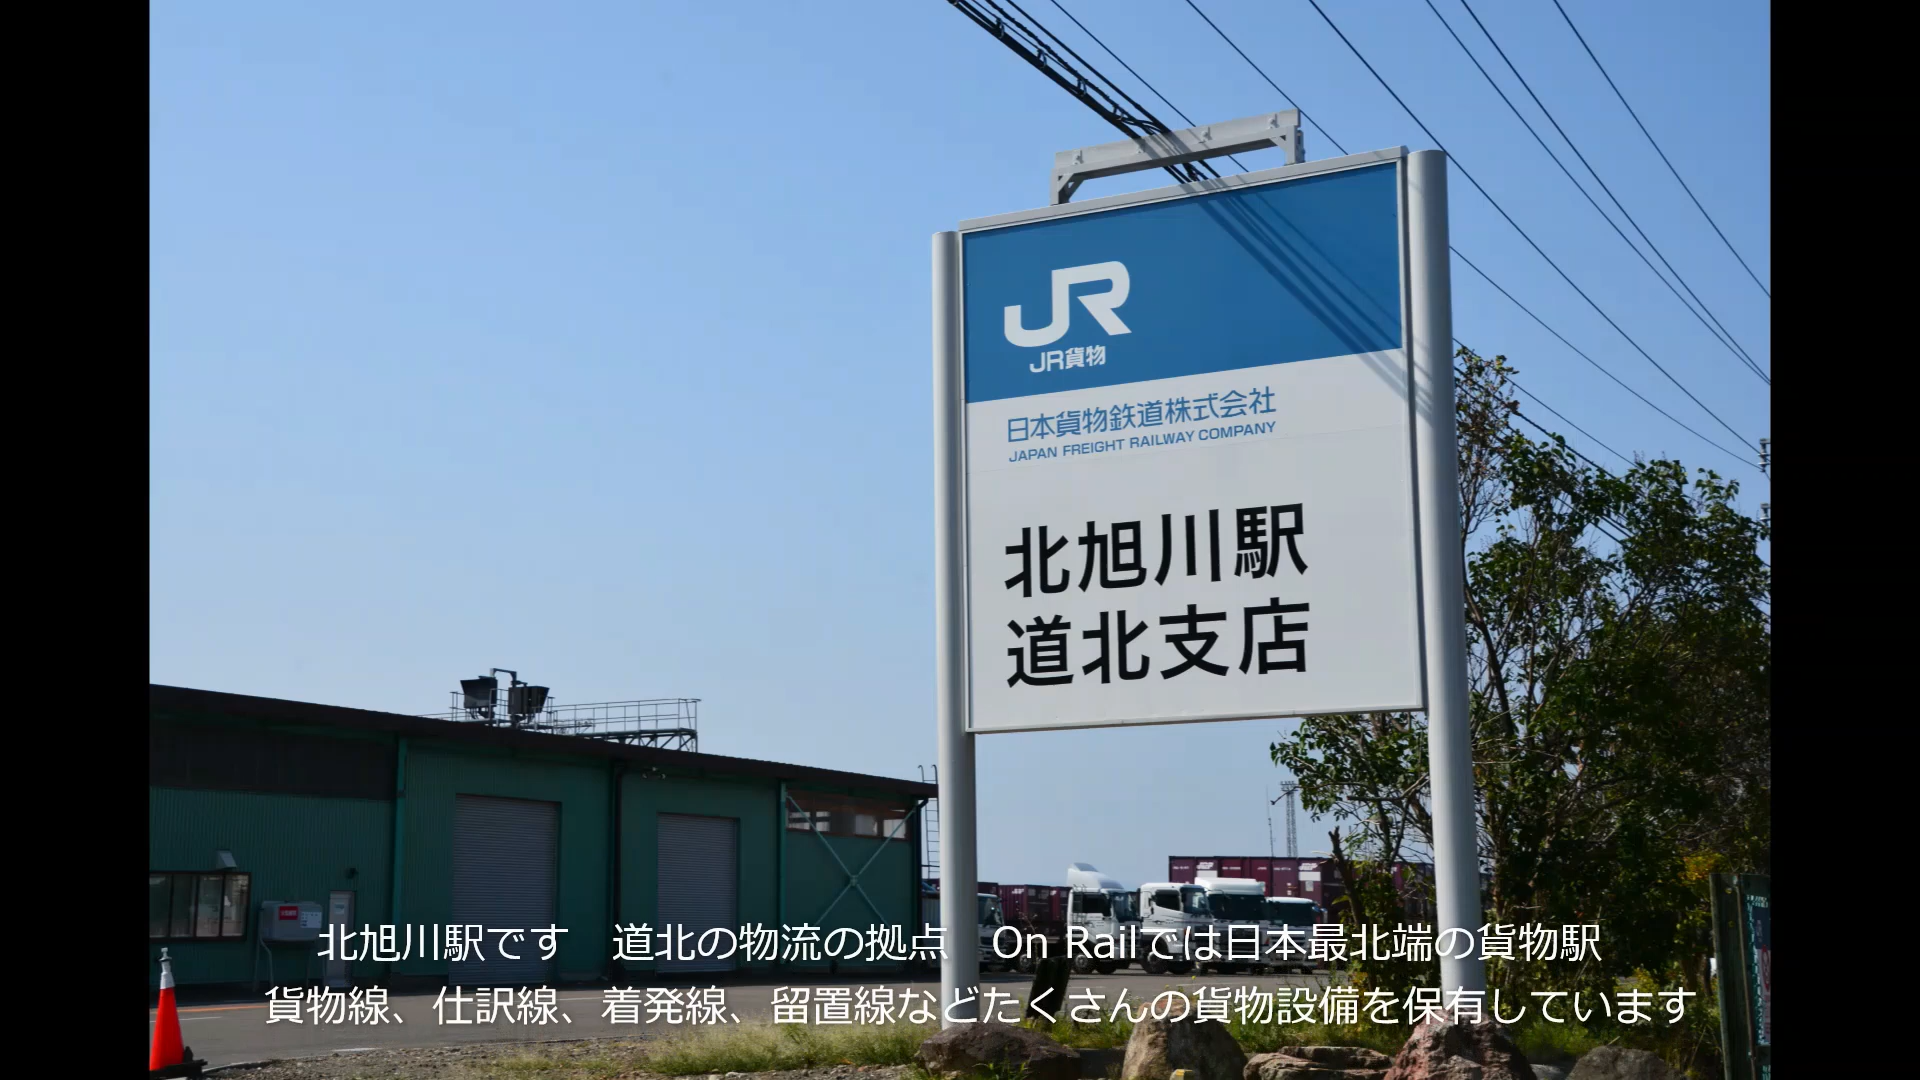 JR
JR貨物
日本貨物鉄道株式会社
JAPAN FREIGHT RAILWAY COMPANY
北旭川駅
道北支店
北旭川駅です　道北の物流の拠点　On Railでは日本最北端の貨物駅
貨物線、仕訳線、着発線、留置線などたくさんの貨物設備を保有しています